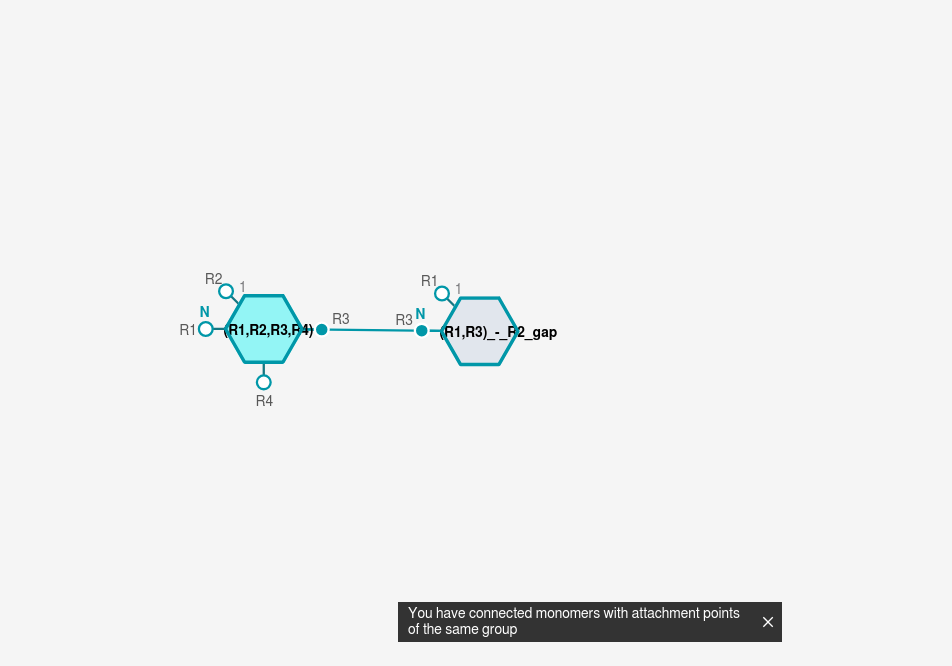 R2 1
N
R1 (R1,R2,R3,R4) R3
R4
R1 1
N
R3 (R1,R3)_-_R2_gap
You have connected monomers with attachment points
of the same group